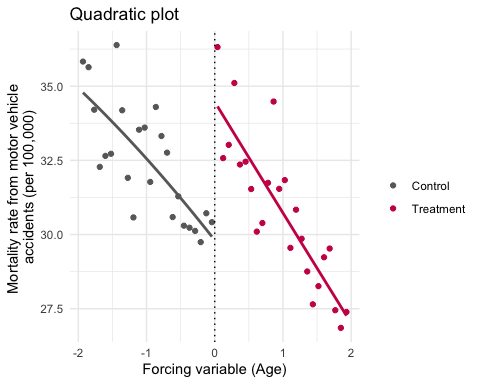 Quadratic plot
Mortality rate from motor vehicle
accidents (per 100,000)
35.0
32.5
30.0
27.5
-2
-1
0
1
2
Forcing variable (Age)
Control
Treatment